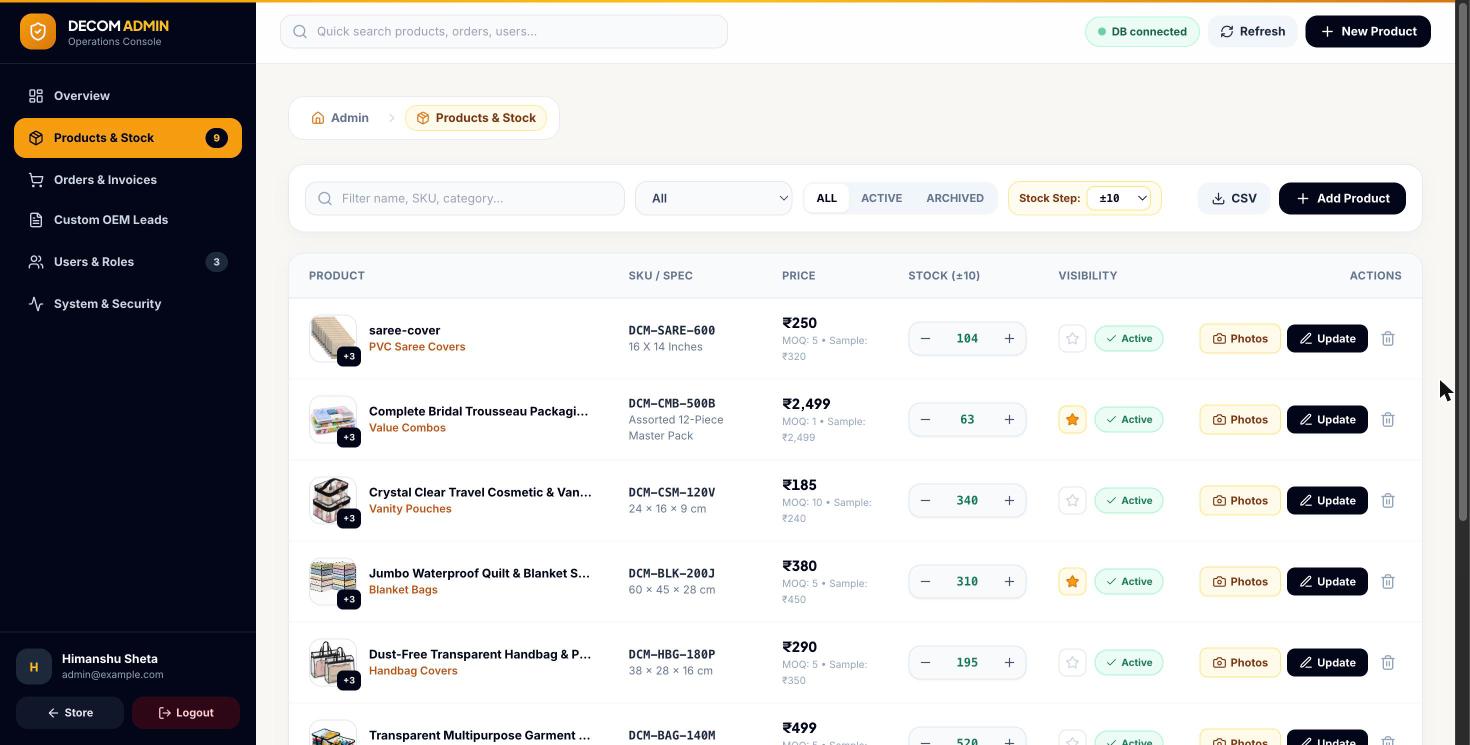 DECOM ADMIN
Operations Console
Quick search products, orders, users...
DB connected
Refresh
New Product
Overview
Products & Stock
9
Orders & Invoices
Custom OEM Leads
Users & Roles
3
System & Security
Himanshu Sheta
admin@example.com
H
Store
Logout
Admin
Products & Stock
Filter name, SKU, category...
All
ALL
ACTIVE
ARCHIVED
Stock Step:
±10
CSV
Add Product
PRODUCT
SKU / SPEC
PRICE
STOCK (±10)
VISIBILITY
ACTIONS
+3
saree-cover
PVC Saree Covers
DCM-SARE-600
16 X 14 Inches
₹250
MOQ: 5 • Sample:
₹320
104
Active
Photos
Update
+3
Complete Bridal Trousseau Packagi...
Value Combos
DCM-CMB-500B
Assorted 12-Piece
Master Pack
₹2,499
MOQ: 1 • Sample:
₹2,499
63
Active
Photos
Update
+3
Crystal Clear Travel Cosmetic & Van...
Vanity Pouches
DCM-CSM-120V
24 × 16 × 9 cm
₹185
MOQ: 10 • Sample:
₹240
340
Active
Photos
Update
+3
Jumbo Waterproof Quilt & Blanket S...
Blanket Bags
DCM-BLK-200J
60 × 45 × 28 cm
₹380
MOQ: 5 • Sample:
₹450
310
Active
Photos
Update
+3
Dust-Free Transparent Handbag & P...
Handbag Covers
DCM-HBG-180P
38 × 28 × 16 cm
₹290
MOQ: 5 • Sample:
₹350
195
Active
Photos
Update
Transparent Multipurpose Garment ...
DCM-BAG-140M
₹499
MOQ: 5 • Sample:
520
Active
Photos
Update